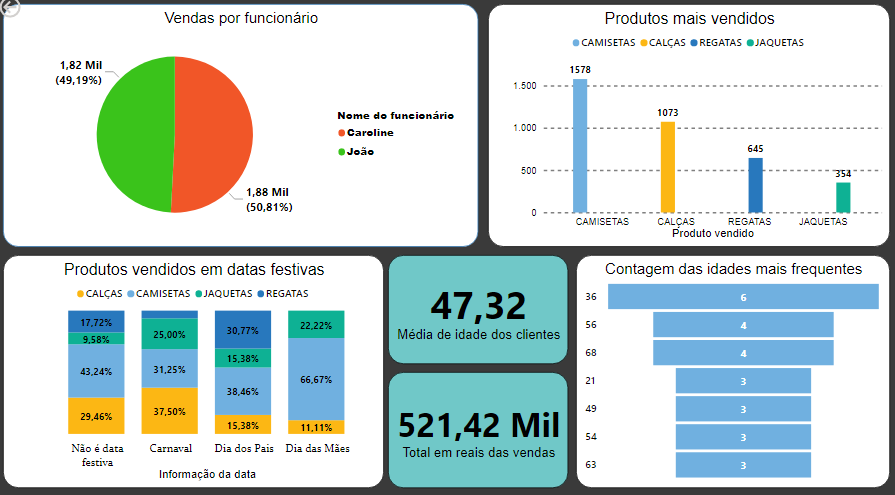 Vendas por funcionário
1,82 Mil
(49,19%)
Nome do funcionário
Caroline
João
1,88 Mil
(50,81%)
Produtos mais vendidos
CAMISETAS CALÇAS REGATAS JAQUETAS
1578
1.500
1073
1.000
645
500
354
0
CAMISETAS CALÇAS REGATAS JAQUETAS
Produto vendido
Produtos vendidos em datas festivas
CALÇAS CAMISETAS JAQUETAS REGATAS
17,72% 30,77% 22,22%
9,58% 25,00% 15,38%
43,24% 31,25% 38,46% 66,67%
29,46% 37,50% 15,38% 11,11%
Não é data festiva Carnaval Dia dos Pais Dia das Mães
Informação da data
47,32
Média de idade dos clientes
521,42 Mil
Total em reais das vendas
Contagem das idades mais frequentes
36 6
56 4
68 4
21 3
49 3
54 3
63 3